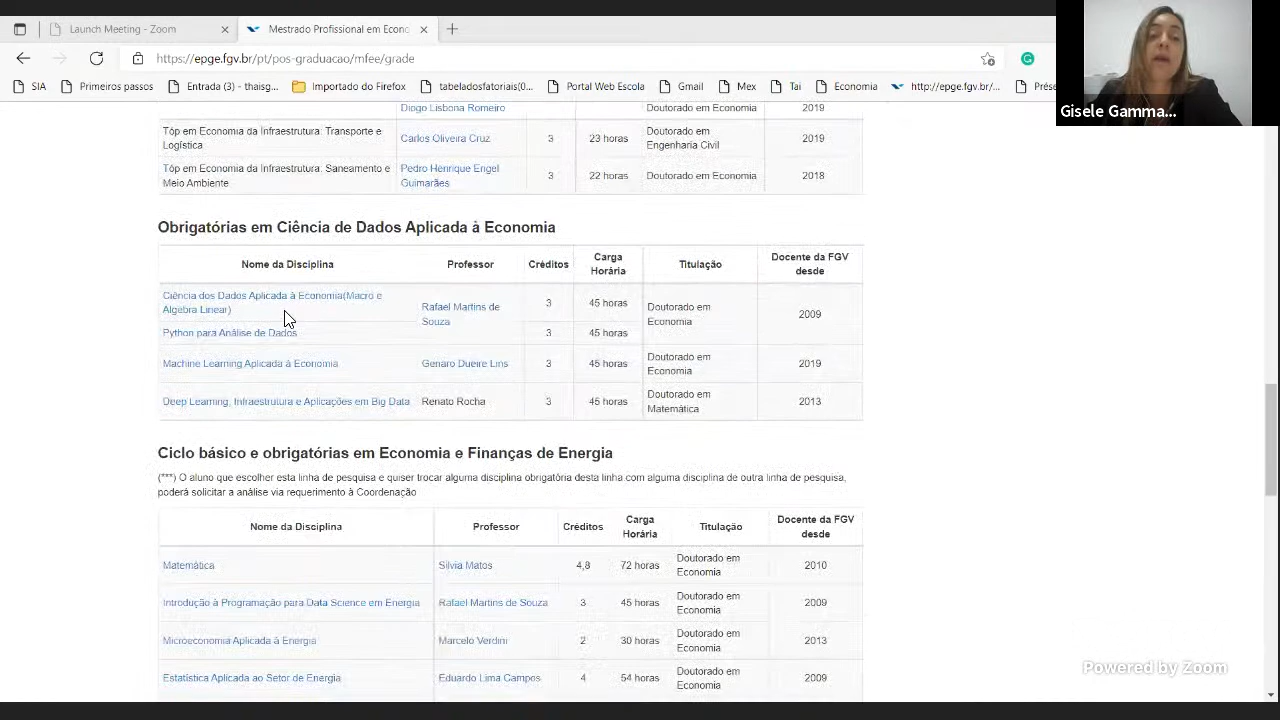 Launch Meeting - Zoom
Mestrado Profissional em Econo
https://epge.fgv.br/pt/pos-graduacao/mfee/grade
SIA
Primeiros passos
Entrada (3) - thaisg...
Importado do Firefox
tabeladosfatoriais(0...
Portal Web Escola
Gmail
Mex
Tai
Economia
http://epge.fgv.br/...
Gisele Gamma...
Diogo Lisbona Romeiro
Doutorado em Economia
2019
Tóp em Economia da Infraestrutura: Transporte e
Logística
Carlos Oliveira Cruz
3
23 horas
Doutorado em
Engenharia Civil
2019
Tóp em Economia da Infraestrutura: Saneamento e
Meio Ambiente
Pedro Henrique Engel
Guimarães
3
22 horas
Doutorado em Economia
2018
Obrigatórias em Ciência de Dados Aplicada à Economia
Nome da Disciplina
Professor
Créditos
Carga
Horária
Titulação
Docente da FGV
desde
Ciência dos Dados Aplicada à Economia(Macro e
Algebra Linear)
Rafael Martins de
Souza
3
45 horas
Doutorado em
Economia
2009
Python para Análise de Dados
3
45 horas
Machine Learning Aplicada à Economia
Genaro Dueire Lins
3
45 horas
Doutorado em
Economia
2019
Deep Learning, Infraestrutura e Aplicações em Big Data
Renato Rocha
3
45 horas
Doutorado em
Matemática
2013
Ciclo básico e obrigatórias em Economia e Finanças de Energia
(***) O aluno que escolher esta linha de pesquisa e quiser trocar alguma disciplina obrigatória desta linha com alguma disciplina de outra linha de pesquisa,
poderá solicitar a análise via requerimento à Coordenação
Nome da Disciplina
Professor
Créditos
Carga
Horária
Titulação
Docente da FGV
desde
Matemática
Silvia Matos
4,8
72 horas
Doutorado em
Economia
2010
Introdução à Programação para Data Science em Energia
Rafael Martins de Souza
3
45 horas
Doutorado em
Economia
2009
Microeconomia Aplicada à Energia
Marcelo Verdini
2
30 horas
Doutorado em
Economia
2013
Estatística Aplicada ao Setor de Energia
Eduardo Lima Campos
4
54 horas
Doutorado em
Economia
2009
Powered by Zoom